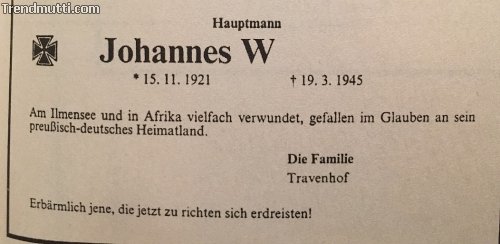 Trendmutti.com
Hauptmann
Johannes W
* 15. 11. 1921 † 19. 3. 1945
Am Ilmensee und in Afrika vielfach verwundet, gefallen im Glauben an sein
preußisch-deutsches Heimatland.
Die Familie
Travenhof
Erbärmlich jene, die jetzt zu richten sich erdreisten!